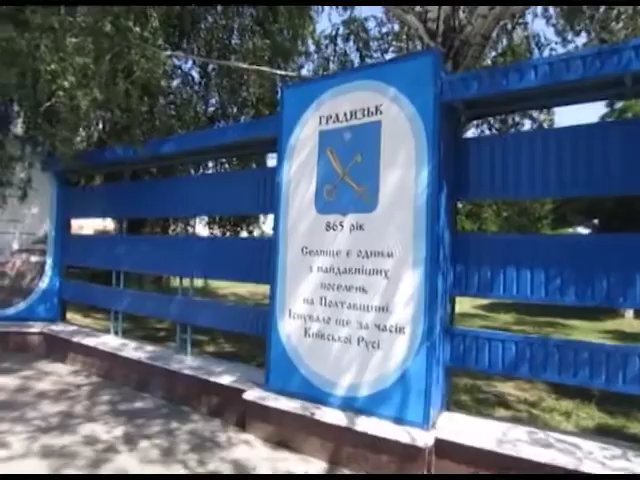 ГРАДИЗЬК
865 рік
Селище є одним
з найдавніших
поселень
на Полтавщині.
Існувало ще за часів
Київської Русі